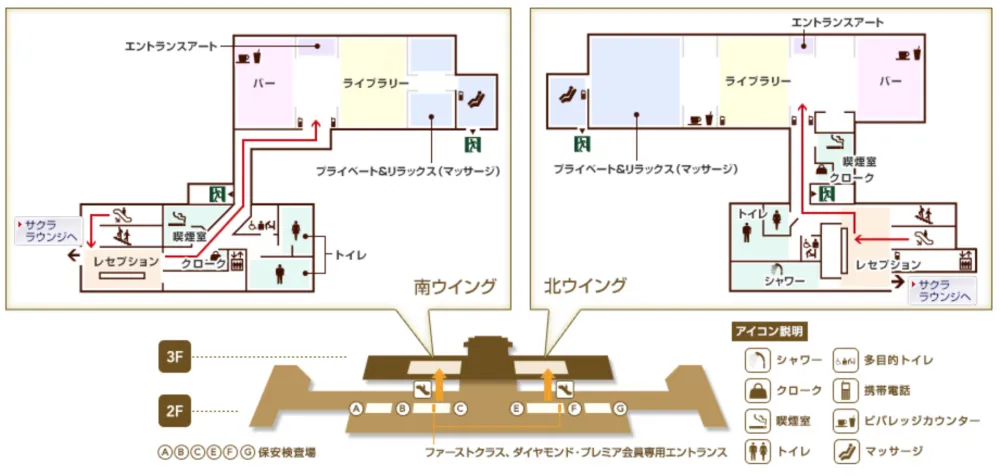 エントランスアート
バー
ライブラリー
プライベート&リラックス(マッサージ)
サクラ
ラウンジへ
喫煙室
レセプション
クローク
トイレ
南ウイング
エントランスアート
ライブラリー
バー
プライベート&リラックス(マッサージ)
喫煙室
クローク
トイレ
レセプション
シャワー
サクラ
ラウンジへ
北ウイング
3F
2F
A B C E F G
ⒶⒷⒸⒺⒻⒼ保安検査場
ファーストクラス、ダイヤモンド・プレミア会員専用エントランス
アイコン説明
シャワー
多目的トイレ
クローク
携帯電話
喫煙室
ビバレッジカウンター
トイレ
マッサージ